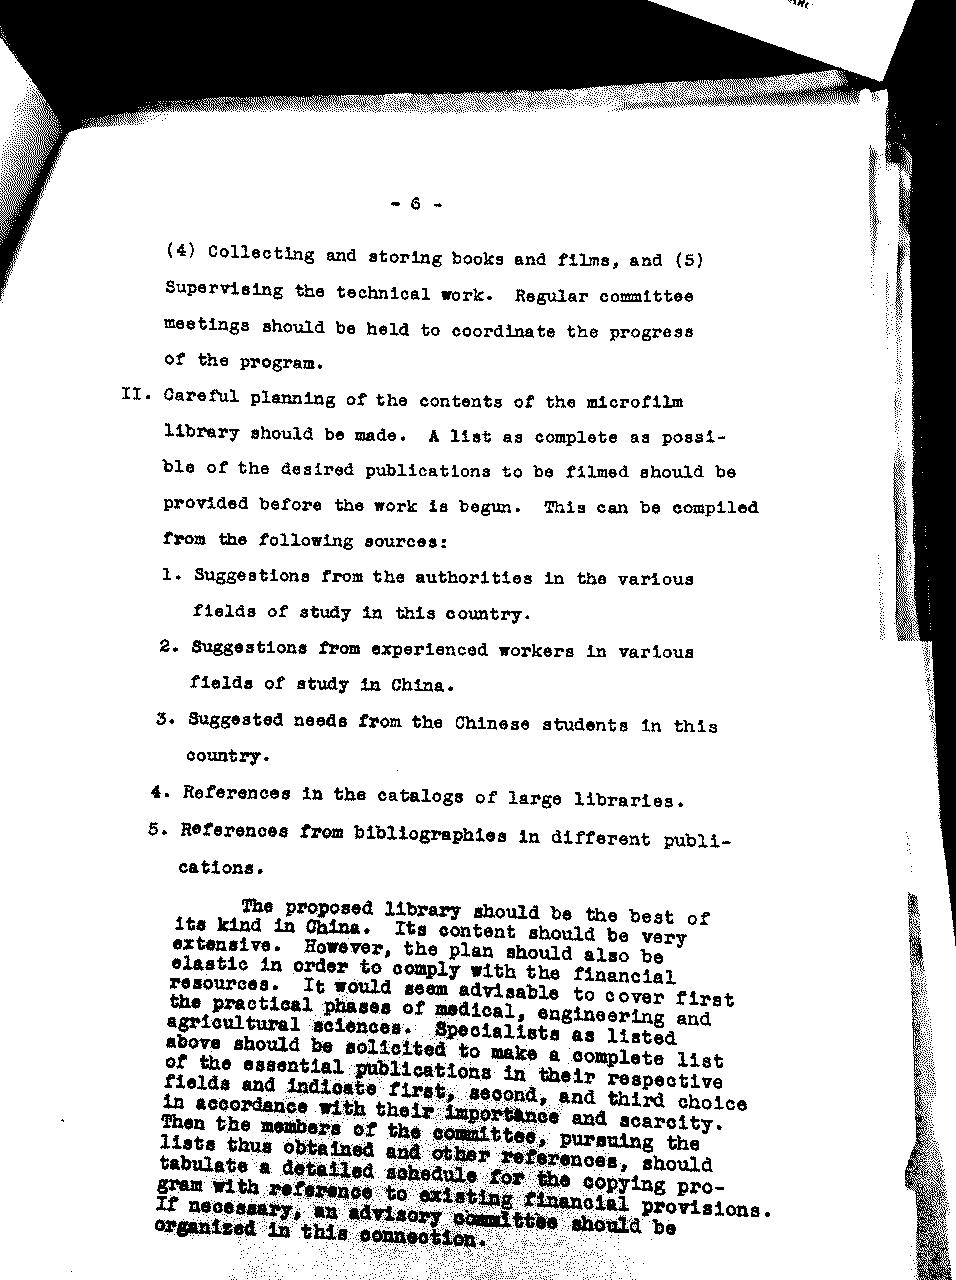 - 6 -
(4) Collecting and storing books and films, and (5)
Supervising the technical work. Regular committee
meetings should be held to coordinate the progress
of the program.
II. Careful planning of the contents of the microfilm
library should be made. A list as complete as possi-
ble of the desired publications to be filmed should be
provided before the work is begun. This can be compiled
from the following sources:
1. Suggestions from the authorities in the various
fields of study in this country.
2. Suggestions from experienced workers in various
fields of study in China.
3. Suggested needs from the Chinese students in this
country.
4. References in the catalogs of large libraries.
5. References from bibliographies in different publi-
cations.
The proposed library should be the best of
its kind in China. Its content should be very
extensive. However, the plan should also be
elastic in order to comply with the financial
resources. It would seem advisable to cover first
the practical phases of medical, engineering and
agricultural sciences. Specialists as listed
above should be solicited to make a complete list
of the essential publications in their respective
fields and indicate first, second, and third choice
in accordance with their importance and scarcity.
Then the members of the committee, pursuing the
lists thus obtained and other references, should
tabulate a detailed schedule for the copying pro-
gram with reference to existing financial provisions.
If necessary, an advisory committee should be
organized in this connection.